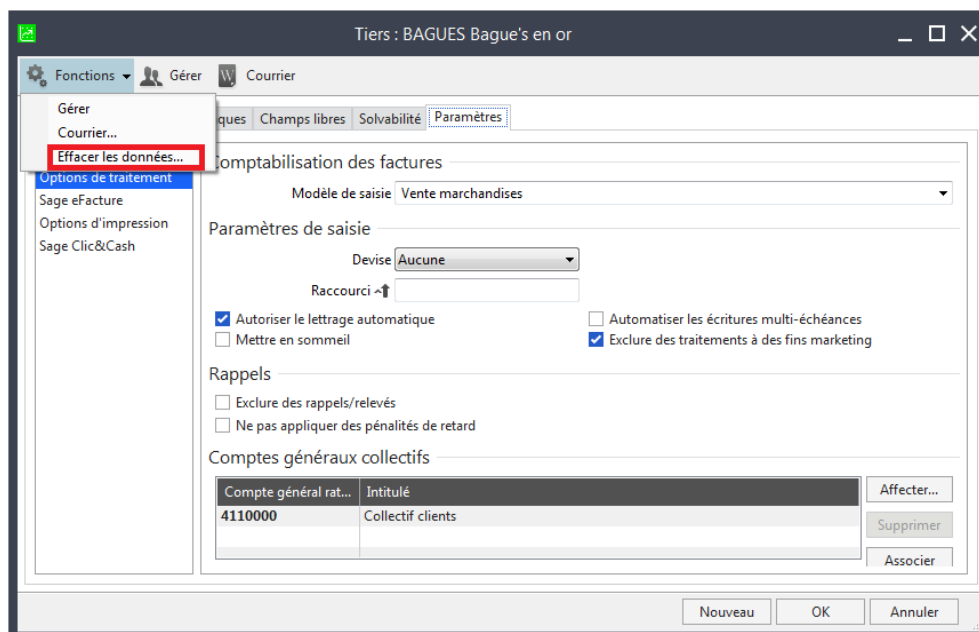 Tiers : BAGUES Bague's en or
Fonctions Gérer Courrier
Gérer
Courrier...
Effacer les données...
ques Champs libres Solvabilité Paramètres
Options de traitement
Sage eFacture
Options d'impression
Sage Clic&Cash
Comptabilisation des factures
Modèle de saisie Vente marchandises
Paramètres de saisie
Devise Aucune
Raccourci
Autoriser le lettrage automatique Automatiser les écritures multi-échéances
Mettre en sommeil Exclure des traitements à des fins marketing
Rappels
Exclure des rappels/relevés
Ne pas appliquer des pénalités de retard
Comptes généraux collectifs
Compte général rat... Intitulé Affecter...
4110000 Collectif clients
Supprimer
Associer
Nouveau OK Annuler